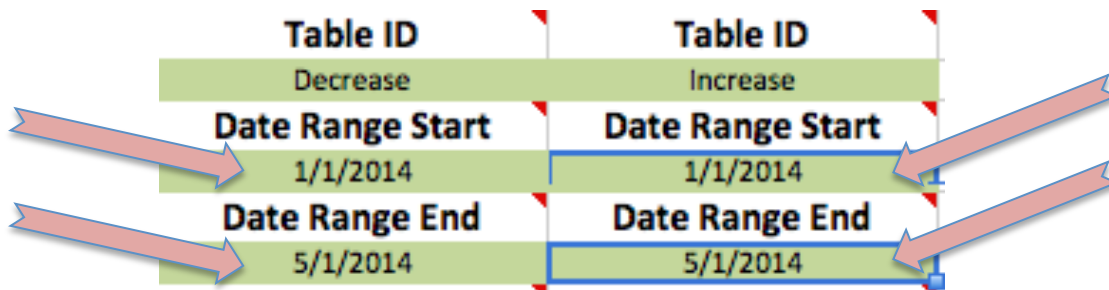 Table ID Table ID
Decrease Increase
Date Range Start Date Range Start
1/1/2014 1/1/2014
Date Range End Date Range End
5/1/2014 5/1/2014